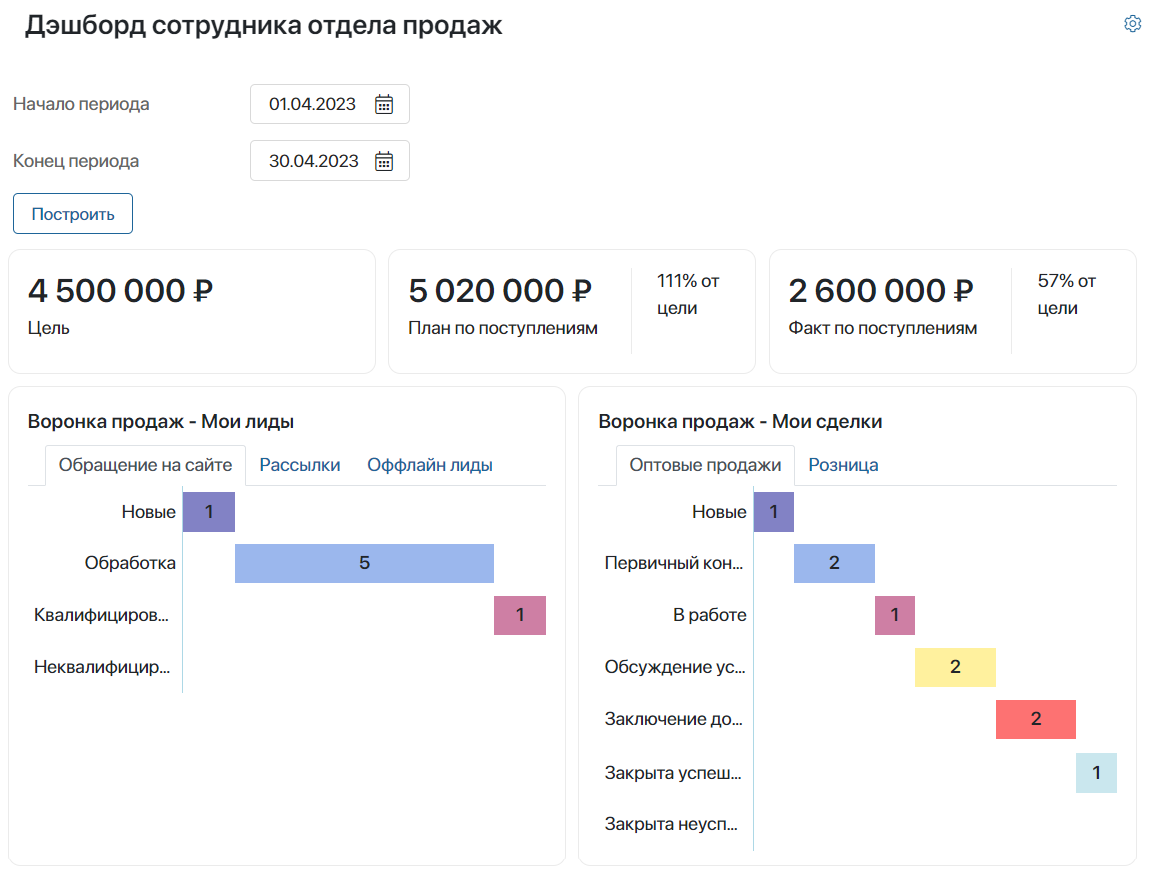 Дэшборд сотрудника отдела продаж
Начало периода
01.04.2023
Конец периода
30.04.2023
Построить
4 500 000 ₽
Цель
5 020 000 ₽
План по поступлениям
111% от
цели
2 600 000 ₽
Факт по поступлениям
57% от
цели
Воронка продаж - Мои лиды
Обращение на сайте
Рассылки
Оффлайн лиды
Новые
1
Обработка
5
Квалифициров...
1
Неквалифицир...
Воронка продаж - Мои сделки
Оптовые продажи
Розница
Новые
1
Первичный кон...
2
В работе
1
Обсуждение ус...
2
Заключение до...
2
Закрыта успеш...
1
Закрыта неусп...